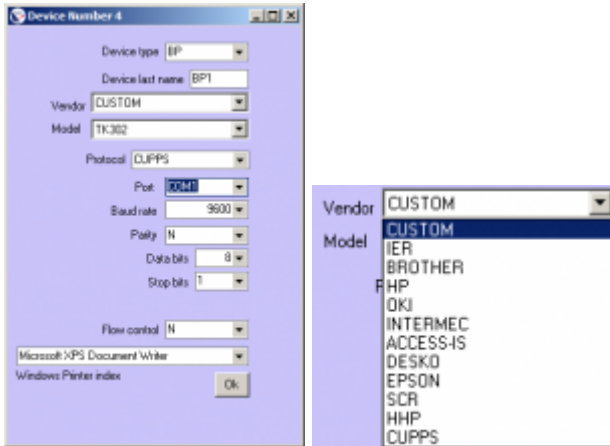 Device Number 4
Device type BP
Device last name BP1
Vendor CUSTOM
Model TK302
Protocol CUPPS
Port COM1
Baud rate 9600
Parity N
Data bits 8
Stop bits 1
Flow control N
Microsoft XPS Document Writer
Windows Printer index
Ok
Vendor CUSTOM
CUSTOM
Model
IER
BROTHER
P
HP
OKI
INTERMEC
ACCESS-IS
DESKO
EPSON
SCR
HHP
CUPPS